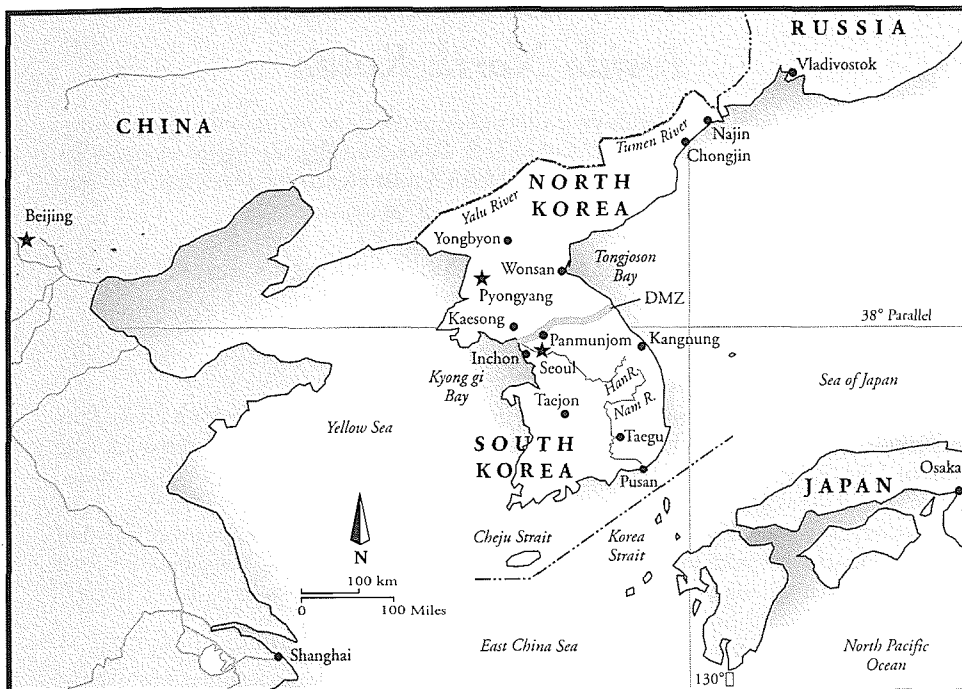 RUSSIA
Vladivostok
CHINA
Tumen River
Najin
Chongjin
NORTH
KOREA
Yalu River
Beijing
Yongbyon
Wonsan
Tongjoson
Bay
Pyongyang
DMZ
Kaesong
38° Parallel
Panmunjom
Kangnung
Inchon
Seoul
Kyong gi
Bay
Han R.
Sea of Japan
Taejon
Nam R.
Yellow Sea
SOUTH
KOREA
Taegu
Pusan
Osaka
JAPAN
N
Cheju Strait
Korea
Strait
100 km
0
100 Miles
East China Sea
North Pacific
Ocean
Shanghai
130°